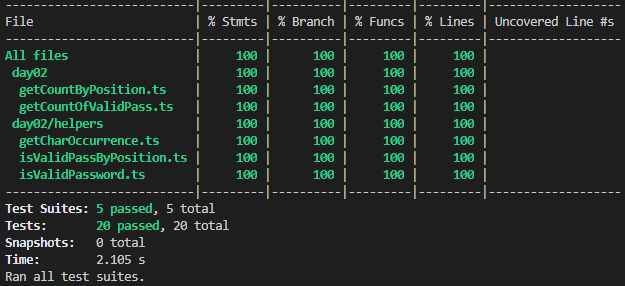 ---------------------------|---------|----------|---------|---------|-------------------
File                       | % Stmts | % Branch | % Funcs | % Lines | Uncovered Line #s
---------------------------|---------|----------|---------|---------|-------------------
All files                  |     100 |      100 |     100 |     100 |
 day02                     |     100 |      100 |     100 |     100 |
  getCountByPosition.ts    |     100 |      100 |     100 |     100 |
  getCountOfValidPass.ts   |     100 |      100 |     100 |     100 |
 day02/helpers             |     100 |      100 |     100 |     100 |
  getCharOccurrence.ts     |     100 |      100 |     100 |     100 |
  isValidPassByPosition.ts |     100 |      100 |     100 |     100 |
  isValidPassword.ts       |     100 |      100 |     100 |     100 |
---------------------------|---------|----------|---------|---------|-------------------
Test Suites: 5 passed, 5 total
Tests:       20 passed, 20 total
Snapshots:   0 total
Time:        2.105 s
Ran all test suites.